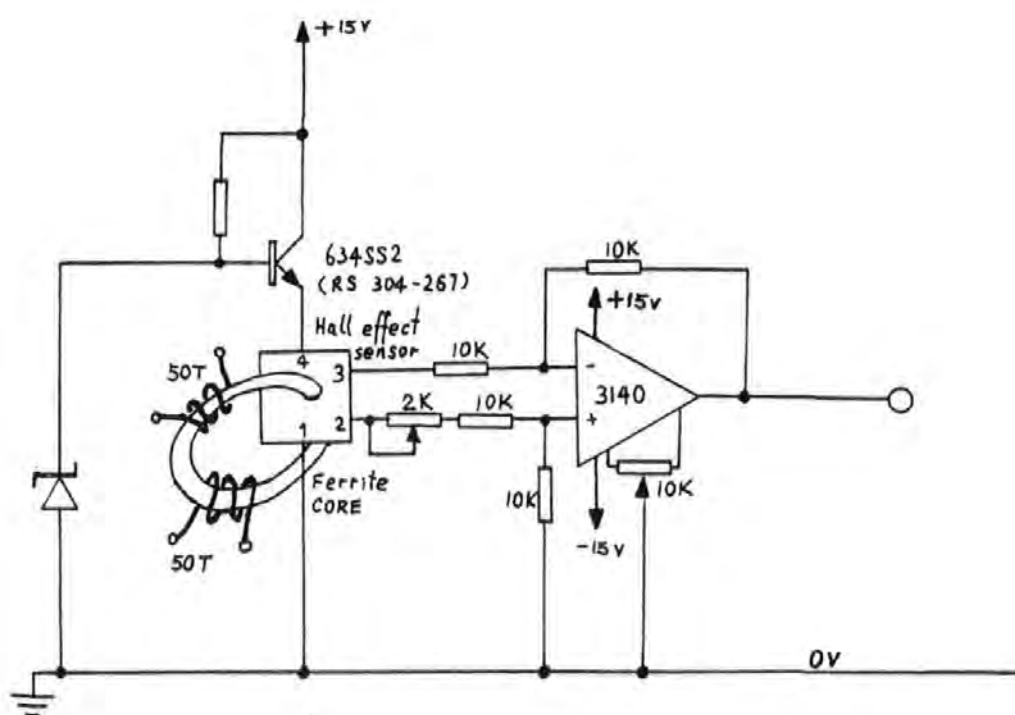 +15v
634SS2
(RS 304-267)
Hall effect
sensor
50T
4
3
2
1
10K
2K
10K
10K
10K
+15v
-
3140
+
10K
-15v
Ferrite
CORE
50T
0V